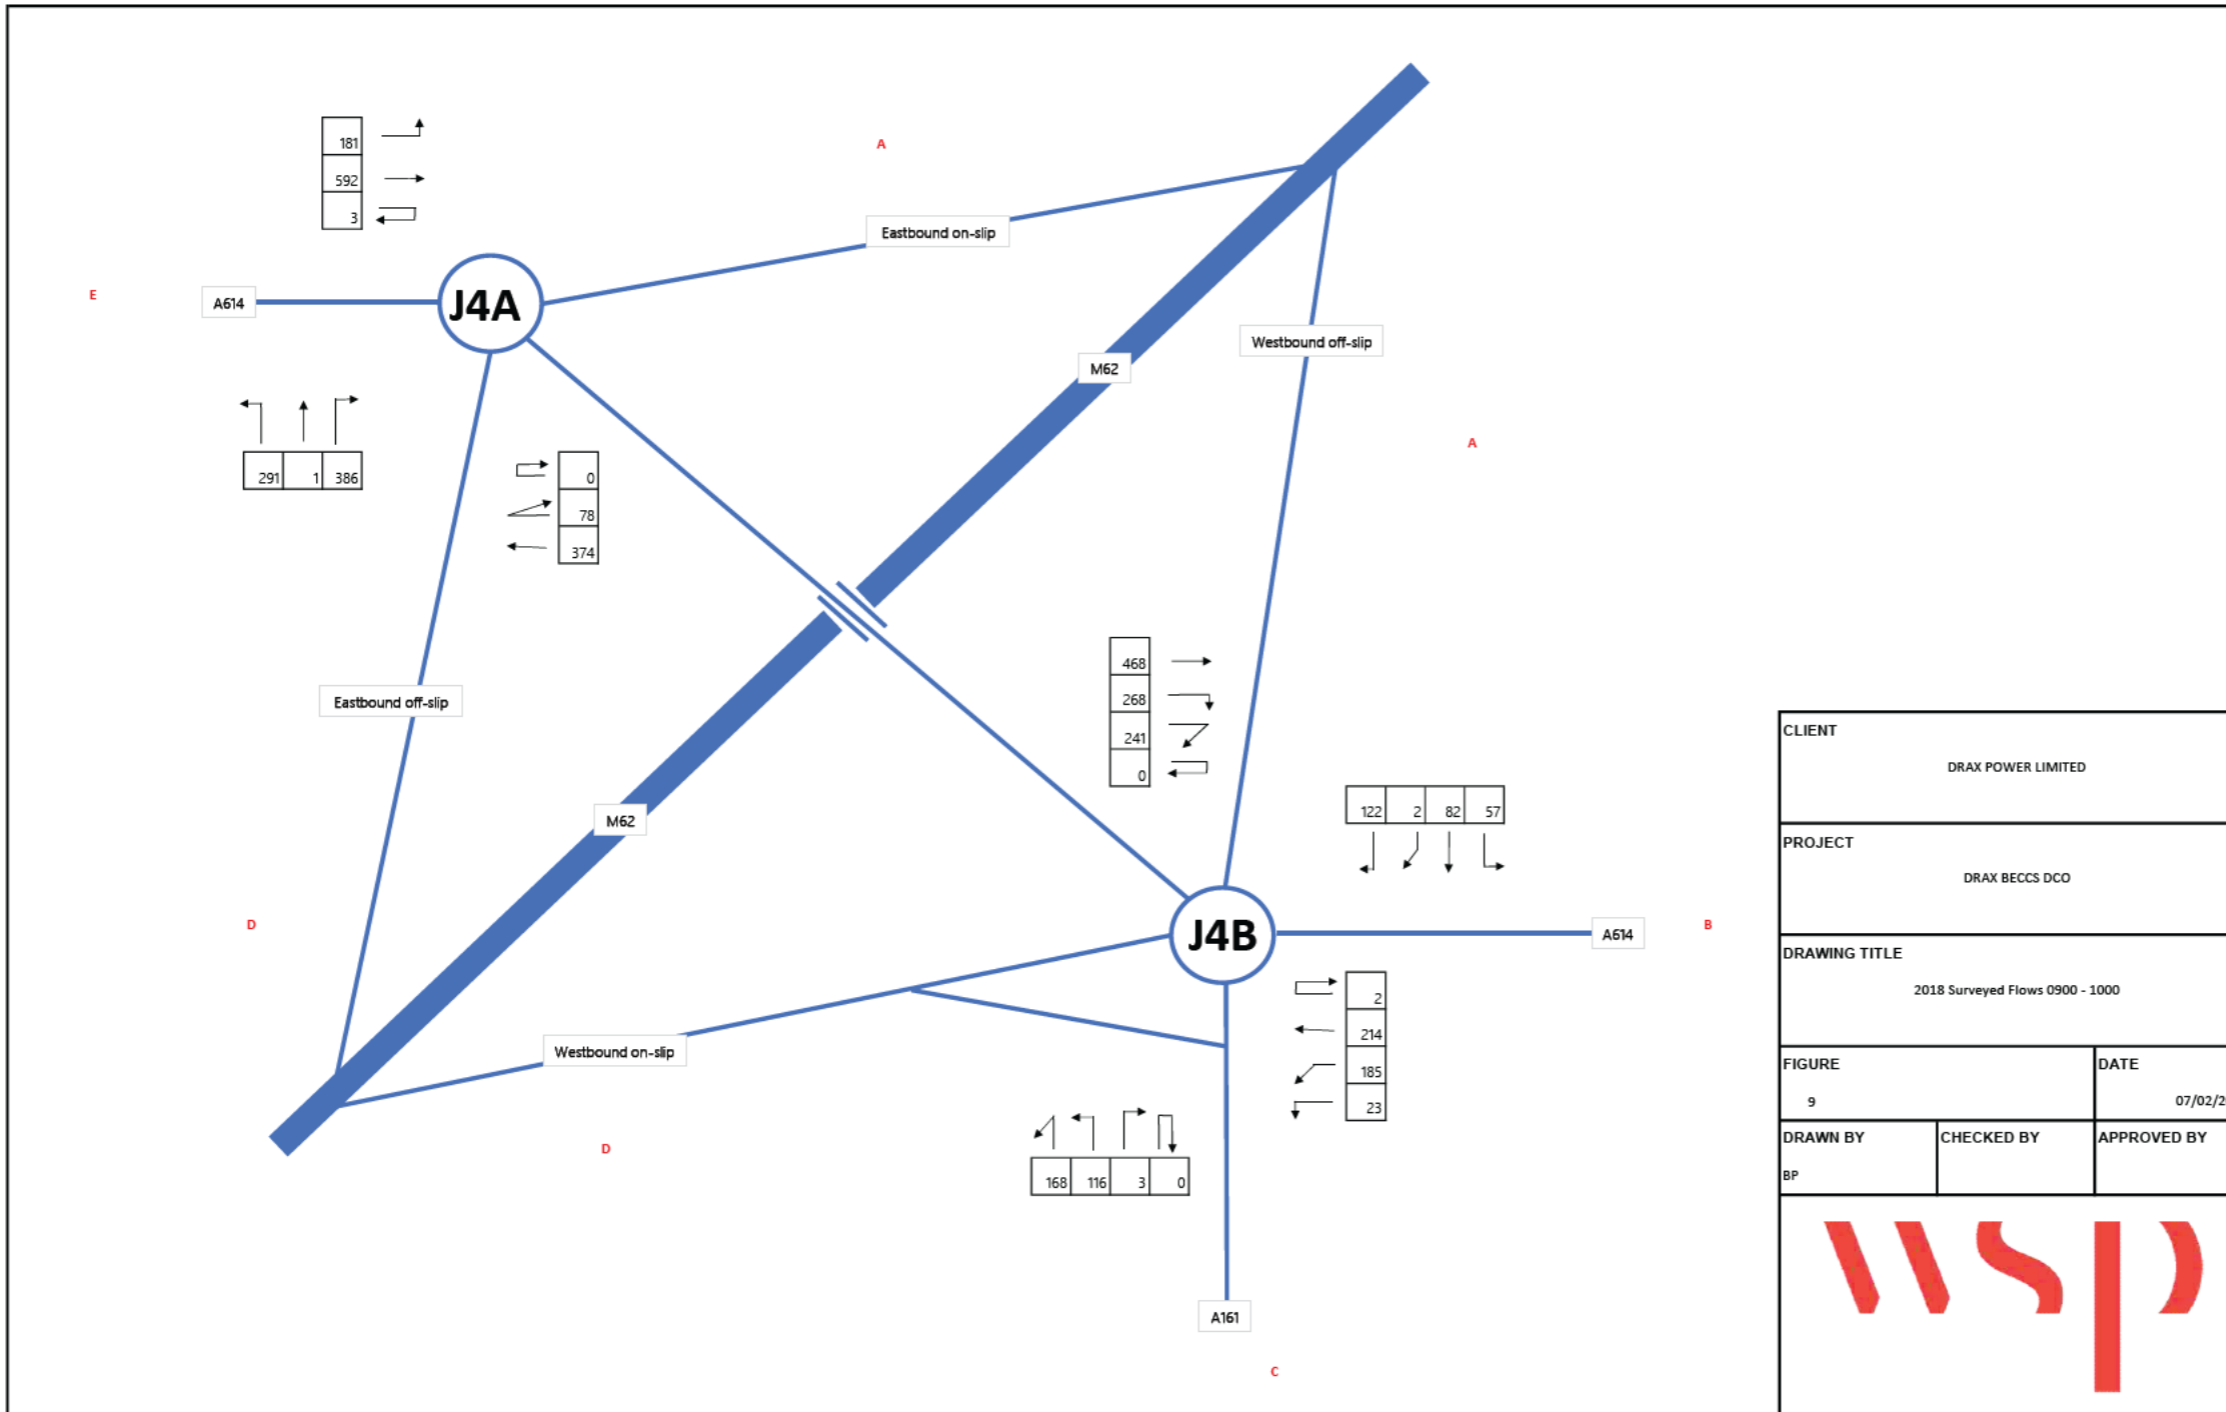 181
592
3
A
Eastbound on-slip
E
A614
J4A
Westbound off-slip
M62
A
291 1 386
0
78
374
468
268
241
0
Eastbound off-slip
122 2 82 57
M62
D
J4B
A614
B
2
214
185
23
Westbound on-slip
D
168 116 3 0
A161
C
CLIENT
DRAX POWER LIMITED
PROJECT
DRAX BECCS DCO
DRAWING TITLE
2018 Surveyed Flows 0900 - 1000
FIGURE
9
DATE
07/02/2
DRAWN BY
BP
CHECKED BY
APPROVED BY
wsp